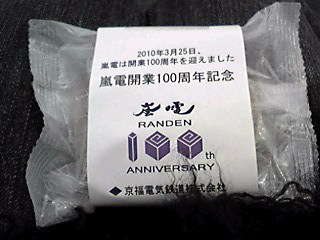 2010年3月25日、
嵐電は開業100周年を迎えました
嵐電開業100周年記念
嵐電
RANDEN
100th
ANNIVERSARY
京福電気鉄道株式会社